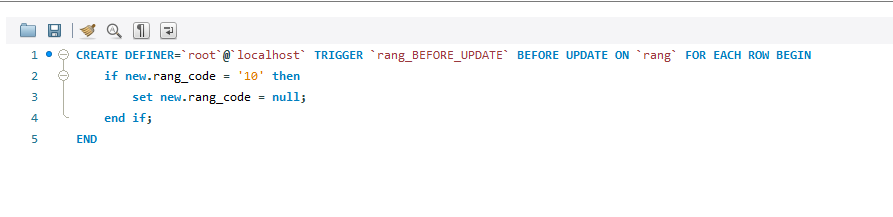 1 CREATE DEFINER=`root`@`localhost` TRIGGER `rang_BEFORE_UPDATE` BEFORE UPDATE ON `rang` FOR EACH ROW BEGIN
2 if new.rang_code = '10' then
3 set new.rang_code = null;
4 end if;
5 END